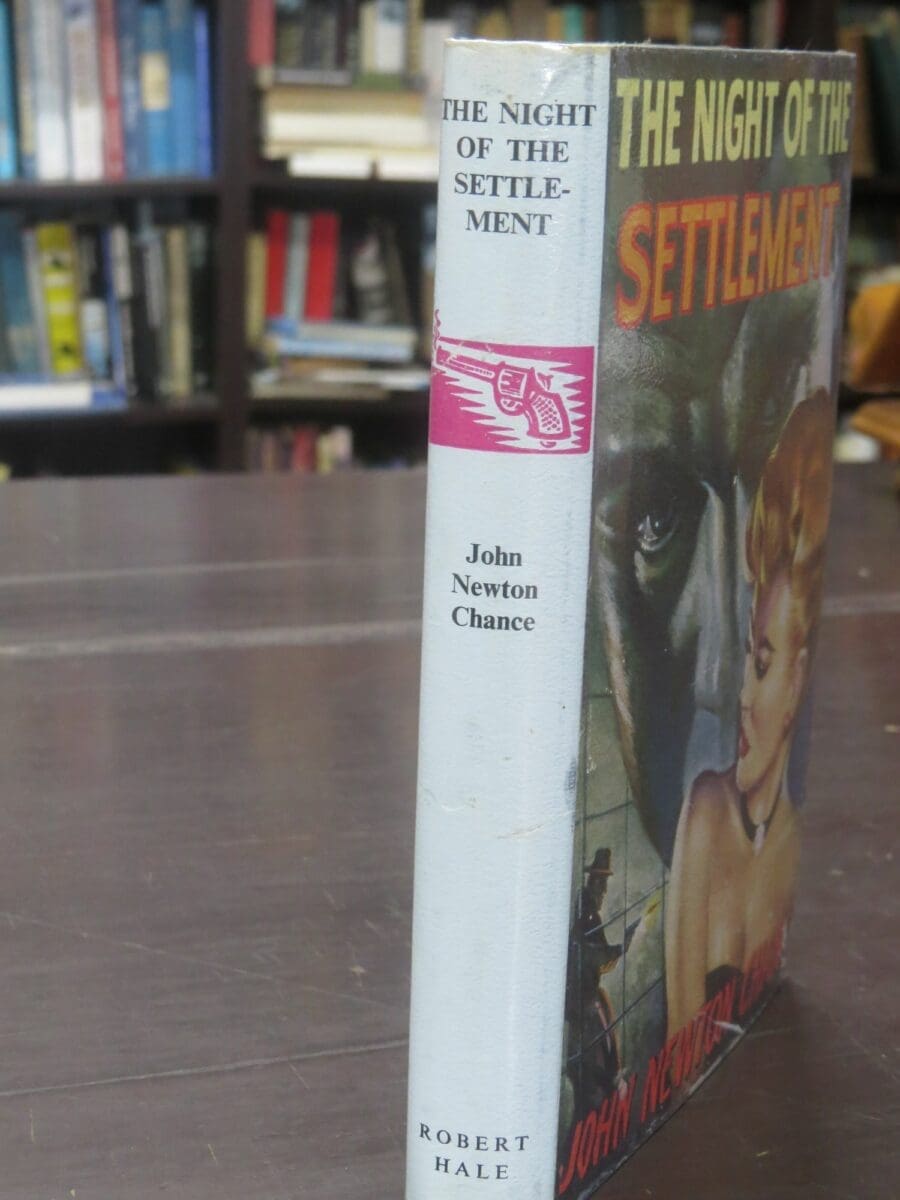 THE NIGHT
OF THE
SETTLE-
MENT
John
Newton
Chance
ROBERT
HALE
THE NIGHT OF THE
SETTLEMENT
JOHN NEWTON